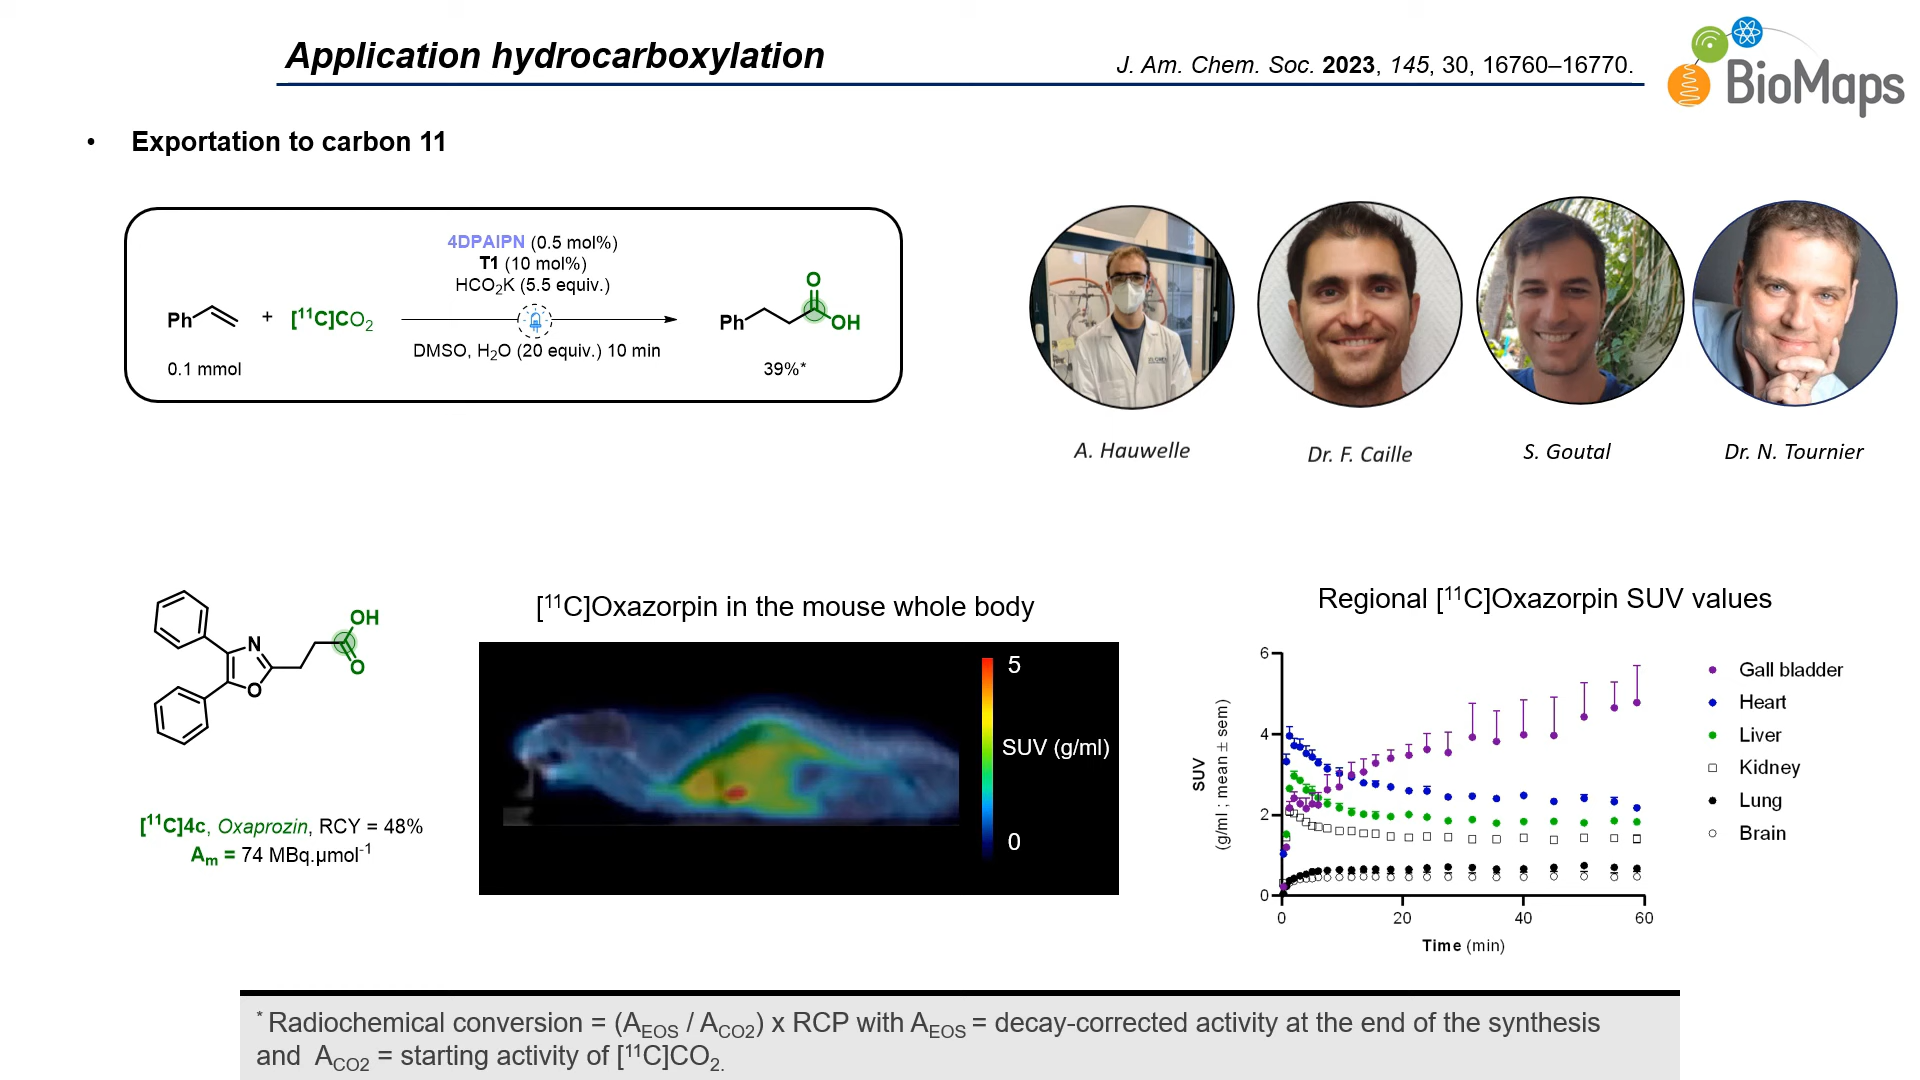 Application hydrocarboxylation
J. Am. Chem. Soc. 2023, 145, 30, 16760–16770.
BioMaps
• Exportation to carbon 11
4DPAIPN (0.5 mol%)
T1 (10 mol%)
HCO2K (5.5 equiv.)
Ph + [11C]CO2
DMSO, H2O (20 equiv.) 10 min
Ph O OH
0.1 mmol
39%*
A. Hauwelle
Dr. F. Caille
S. Goutal
Dr. N. Tournier
N O OH O
[11C]4c, Oxaprozin, RCY = 48%
Am = 74 MBq.µmol-1
[11C]Oxazorpin in the mouse whole body
5
SUV (g/ml)
0
Regional [11C]Oxazorpin SUV values
SUV
(g/ml ; mean ± sem)
6
4
2
0
0 20 40 60
Time (min)
Gall bladder
Heart
Liver
Kidney
Lung
Brain
* Radiochemical conversion = (AEOS / ACO2) x RCP with AEOS = decay-corrected activity at the end of the synthesis
and ACO2 = starting activity of [11C]CO2.